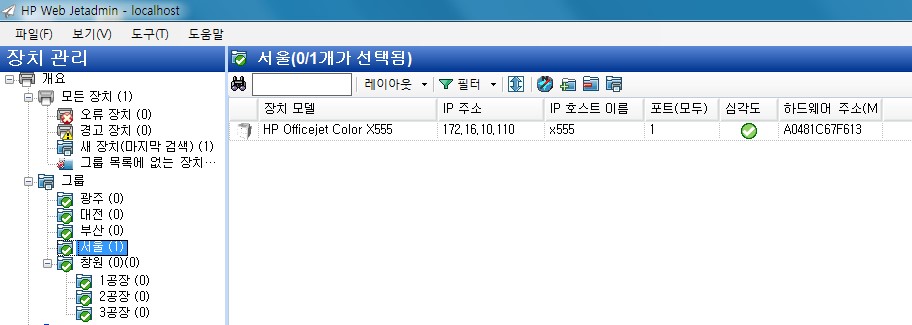 HP Web Jetadmin - localhost
파일(F) 보기(V) 도구(T) 도움말
장치 관리
개요
모든 장치 (1)
오류 장치 (0)
경고 장치 (0)
새 장치(마지막 검색) (1)
그룹 목록에 없는 장치...
그룹
광주 (0)
대전 (0)
부산 (0)
서울 (1)
창원 (0)(0)
1공장 (0)
2공장 (0)
3공장 (0)
서울(0/1개가 선택됨)
레이아웃 필터
장치 모델 IP 주소 IP 호스트 이름 포트(모두) 심각도 하드웨어 주소(M
HP Officejet Color X555 172,16,10,110 x555 1 A0481C67F613